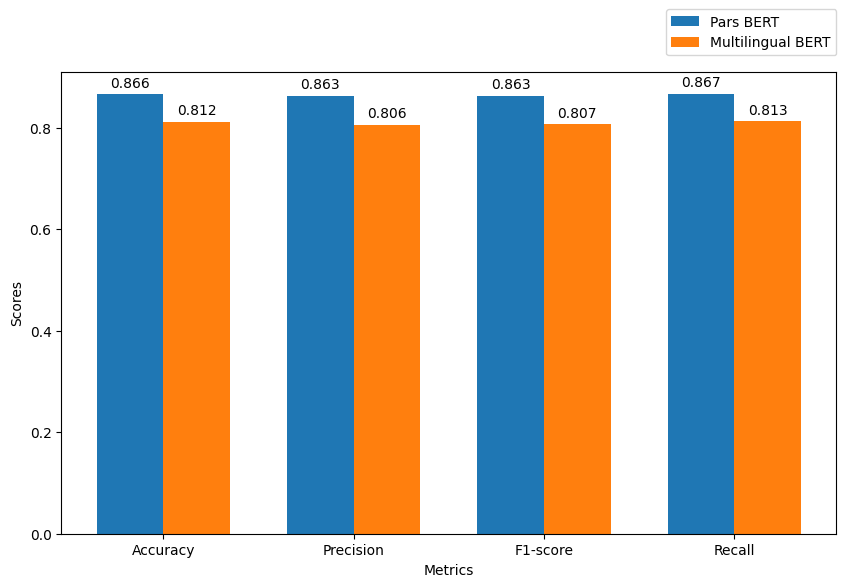 Pars BERT
Multilingual BERT
0.866
0.812
0.863
0.806
0.863
0.807
0.867
0.813
0.8
0.6
0.4
0.2
0.0
Scores
Accuracy
Precision
F1-score
Recall
Metrics